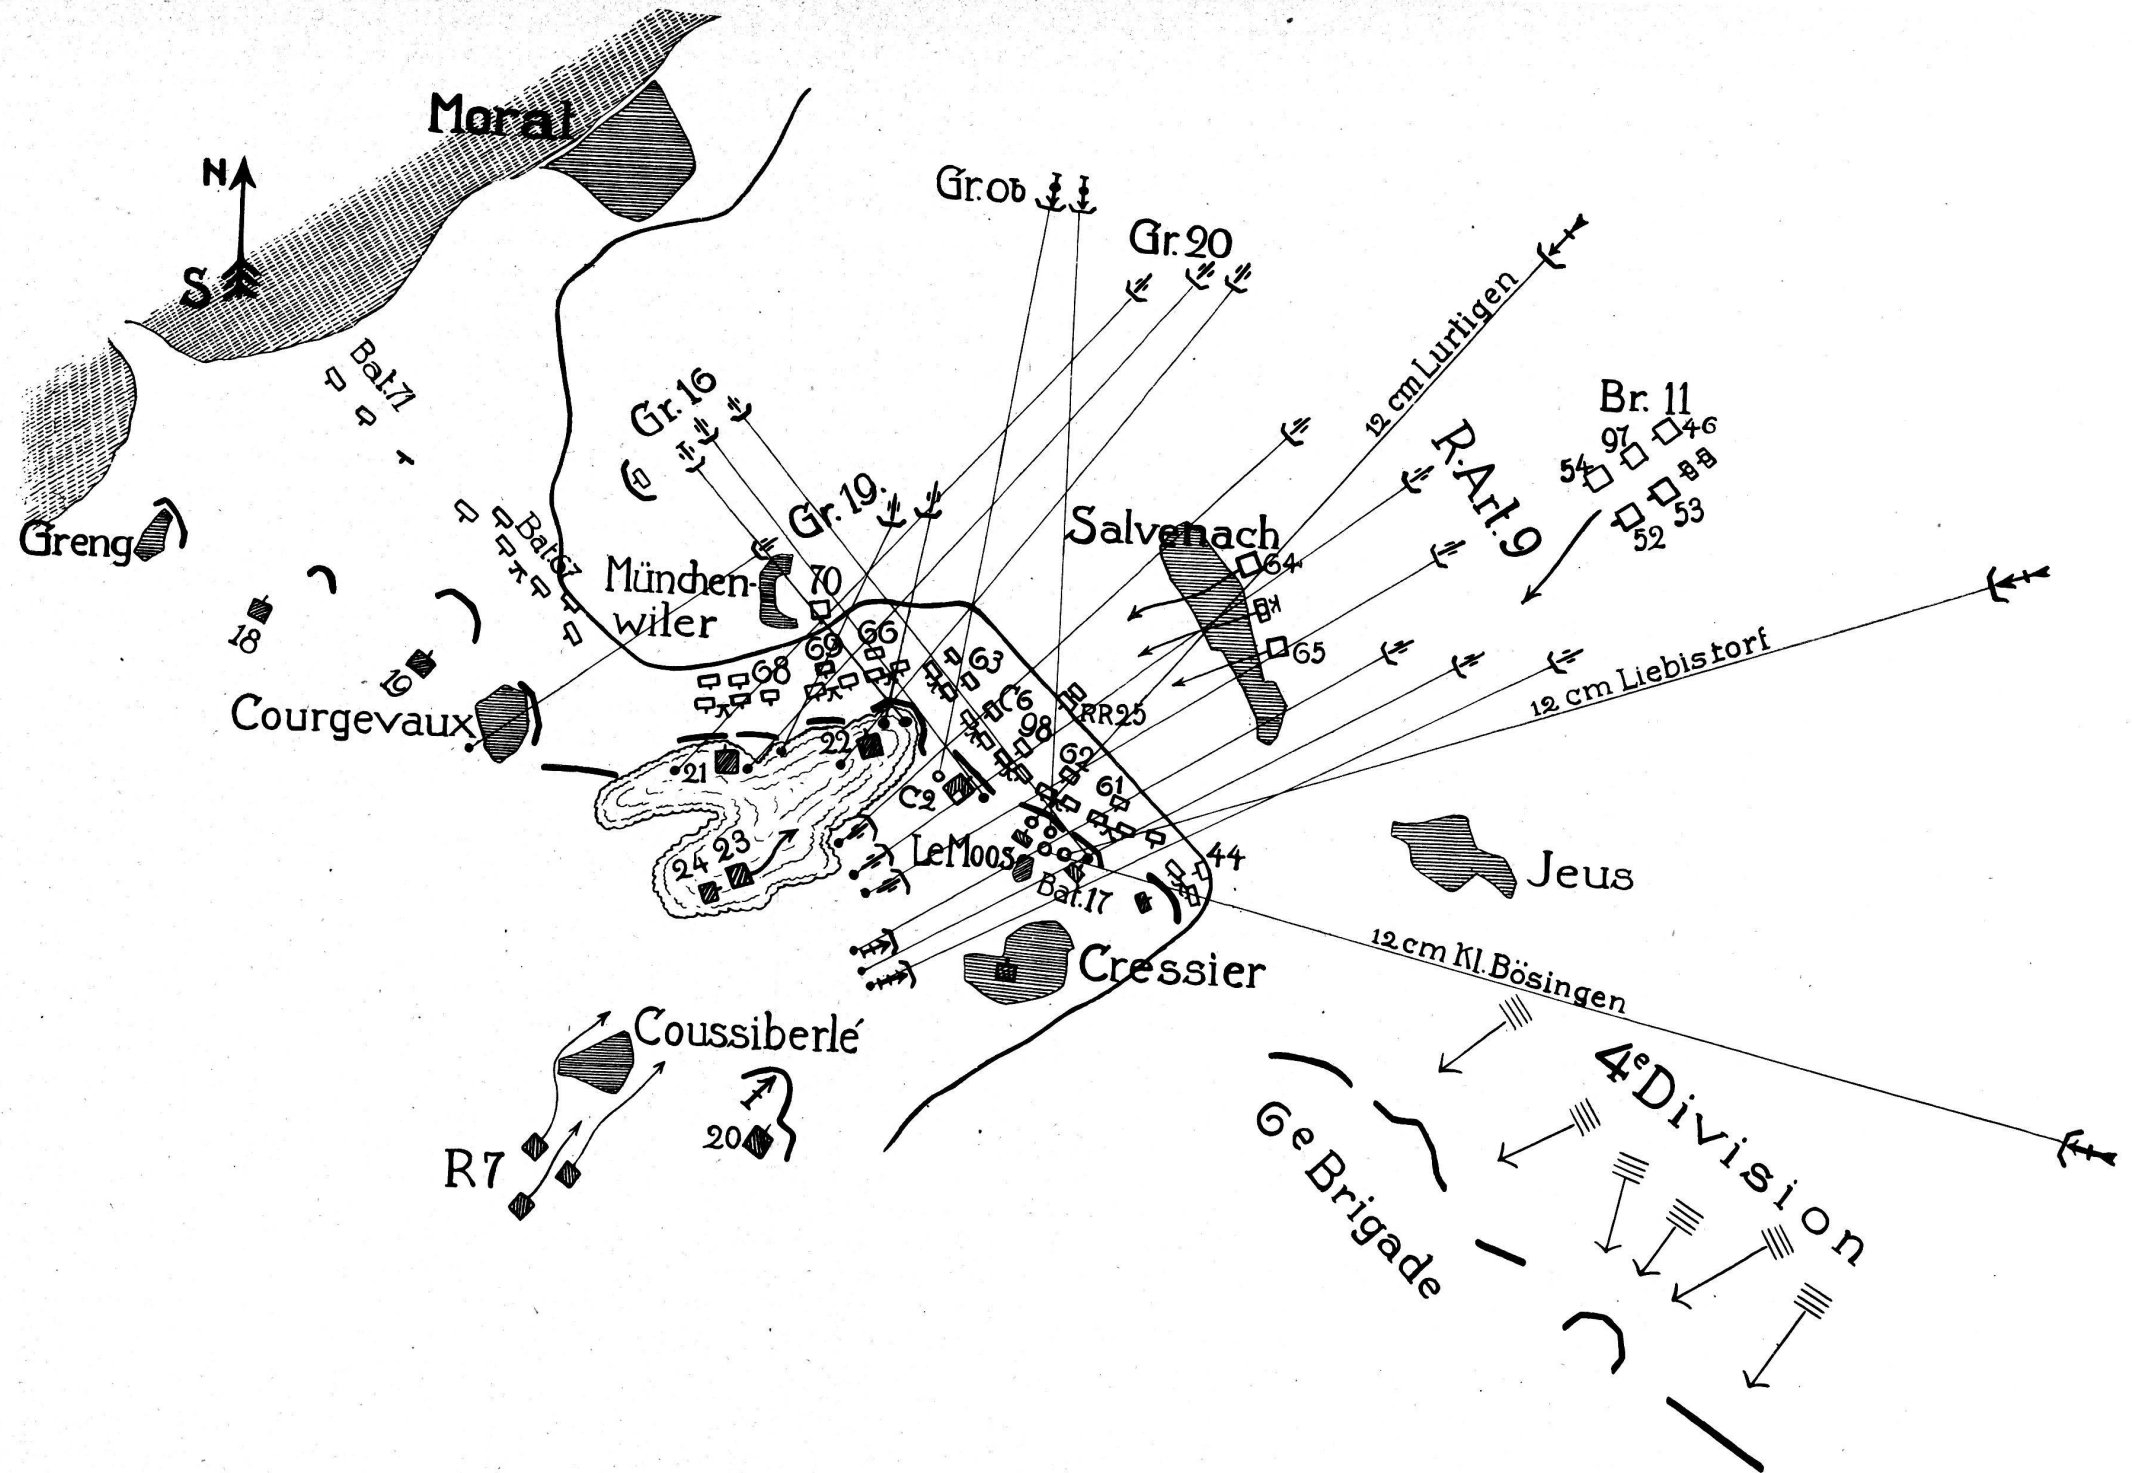 Morat
N
S
Gr.ob
Gr.20
12 cm Lurtigen
Bat.71
Gr. 16
Br. 11
97
46
54
53
52
R.Art.9
Gr. 19.
Salvenach
64
Greng
Bat.67
München-
wiler
70
18
19
69
66
68
63
65
C6
98
RR25
12 cm Liebistorf
Courgevaux
21
22
62
61
C2
24
23
Le Moos
44
Bat.17
Jeus
Cressier
12 cm Kl. Bösingen
Coussiberlé
R7
20
4e Division
6e Brigade